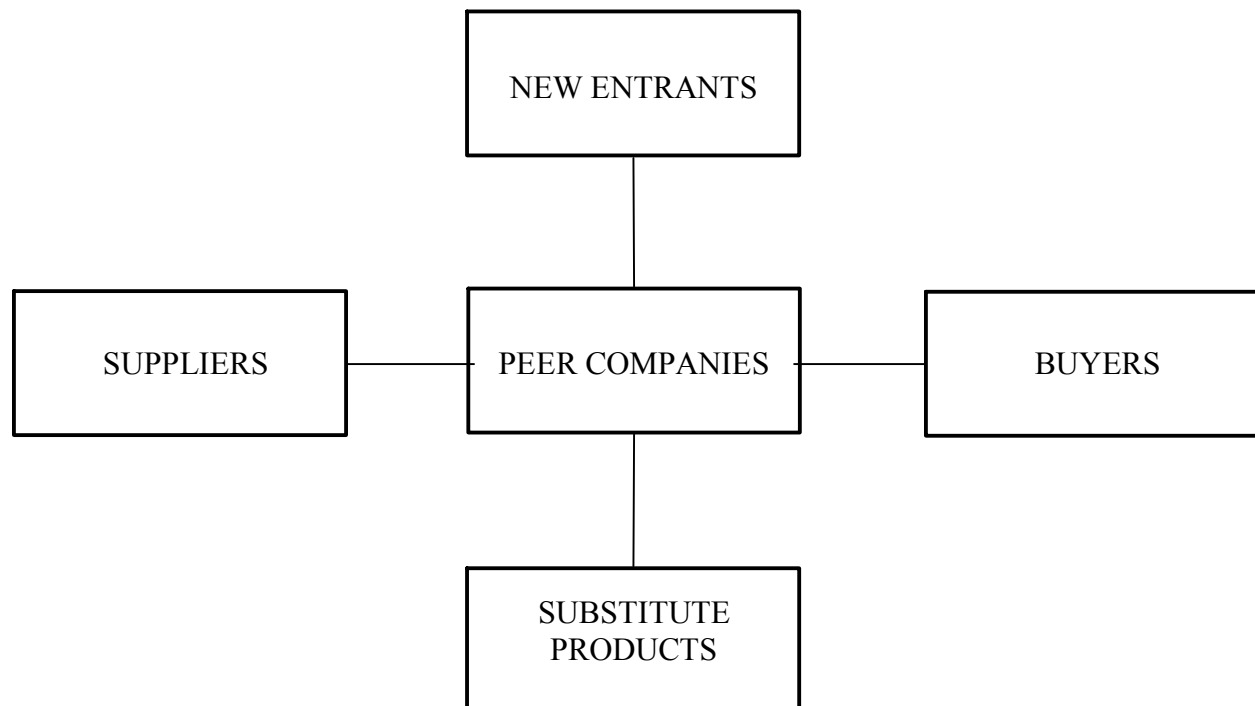 NEW ENTRANTS
SUPPLIERS
PEER COMPANIES
BUYERS
SUBSTITUTE
PRODUCTS